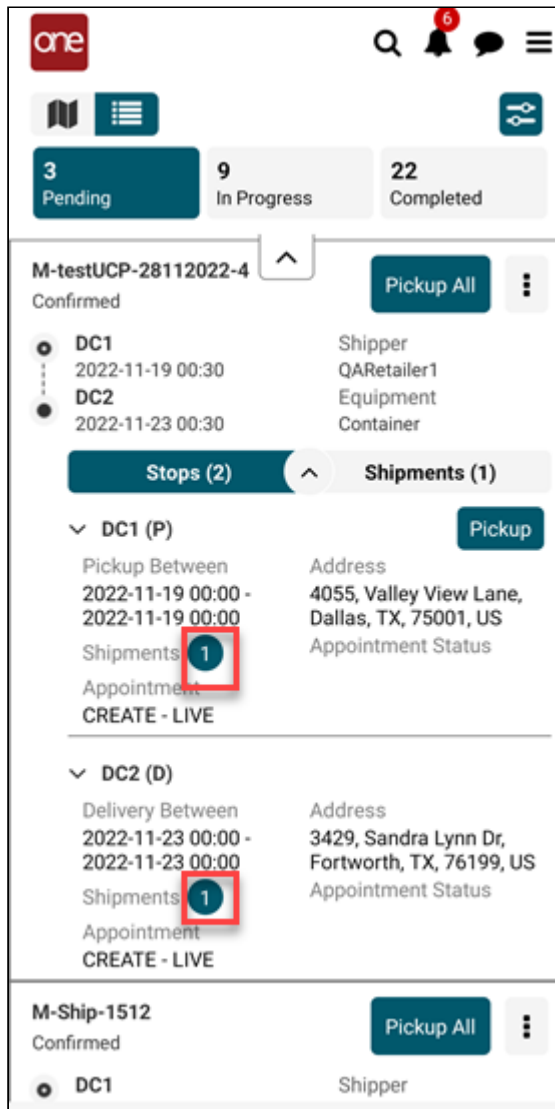 one
6
3
Pending
9
In Progress
22
Completed
M-testUCP-28112022-4
Confirmed
Pickup All
DC1
2022-11-19 00:30
DC2
2022-11-23 00:30
Shipper
QARetailer1
Equipment
Container
Stops (2)
Shipments (1)
DC1 (P)
Pickup
Pickup Between
2022-11-19 00:00 -
2022-11-19 00:00
Address
4055, Valley View Lane,
Dallas, TX, 75001, US
Shipments 1
Appointment Status
Appointment
CREATE - LIVE
DC2 (D)
Delivery Between
2022-11-23 00:00 -
2022-11-23 00:00
Address
3429, Sandra Lynn Dr,
Fortworth, TX, 76199, US
Shipments 1
Appointment Status
Appointment
CREATE - LIVE
M-Ship-1512
Confirmed
Pickup All
DC1
Shipper